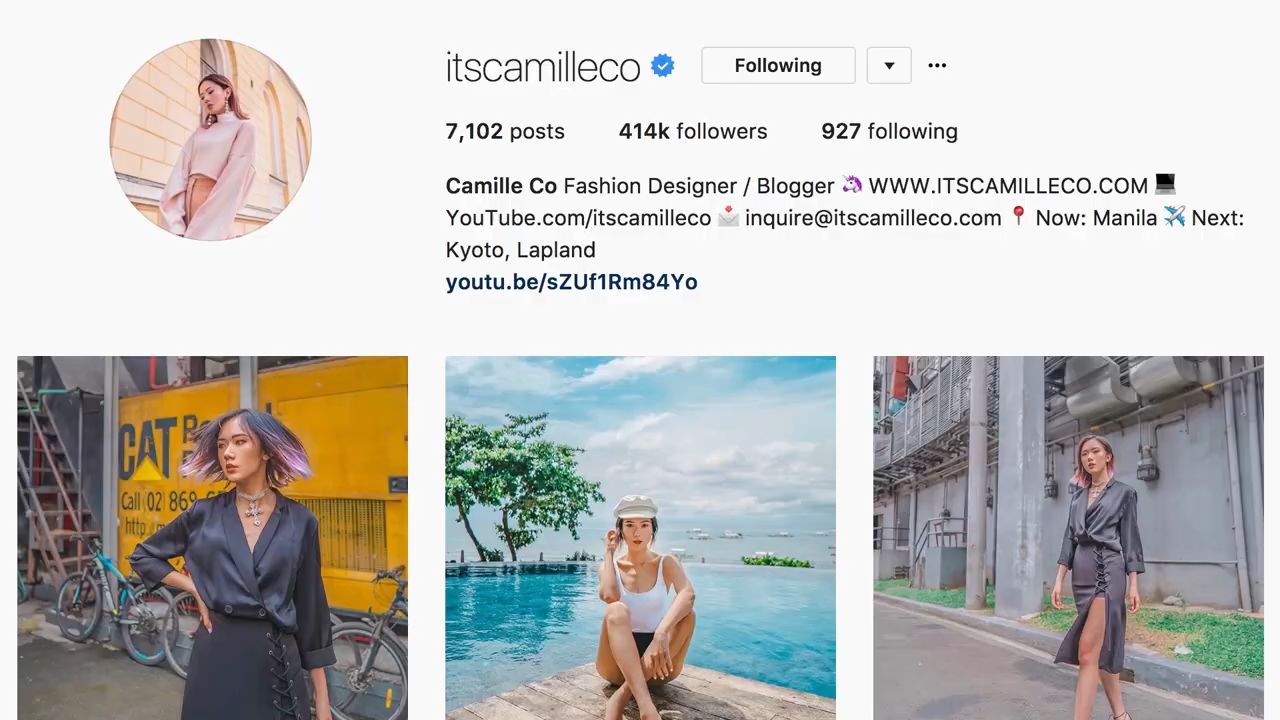 itscamilleco Following
7,102 posts 414k followers 927 following
Camille Co Fashion Designer / Blogger 🦄 WWW.ITSCAMILLECO.COM 💻
YouTube.com/itscamilleco 💌 inquire@itscamilleco.com 📍 Now: Manila ✈️ Next:
Kyoto, Lapland
youtu.be/sZUf1Rm84Yo
CAT
Call (02) 869
http